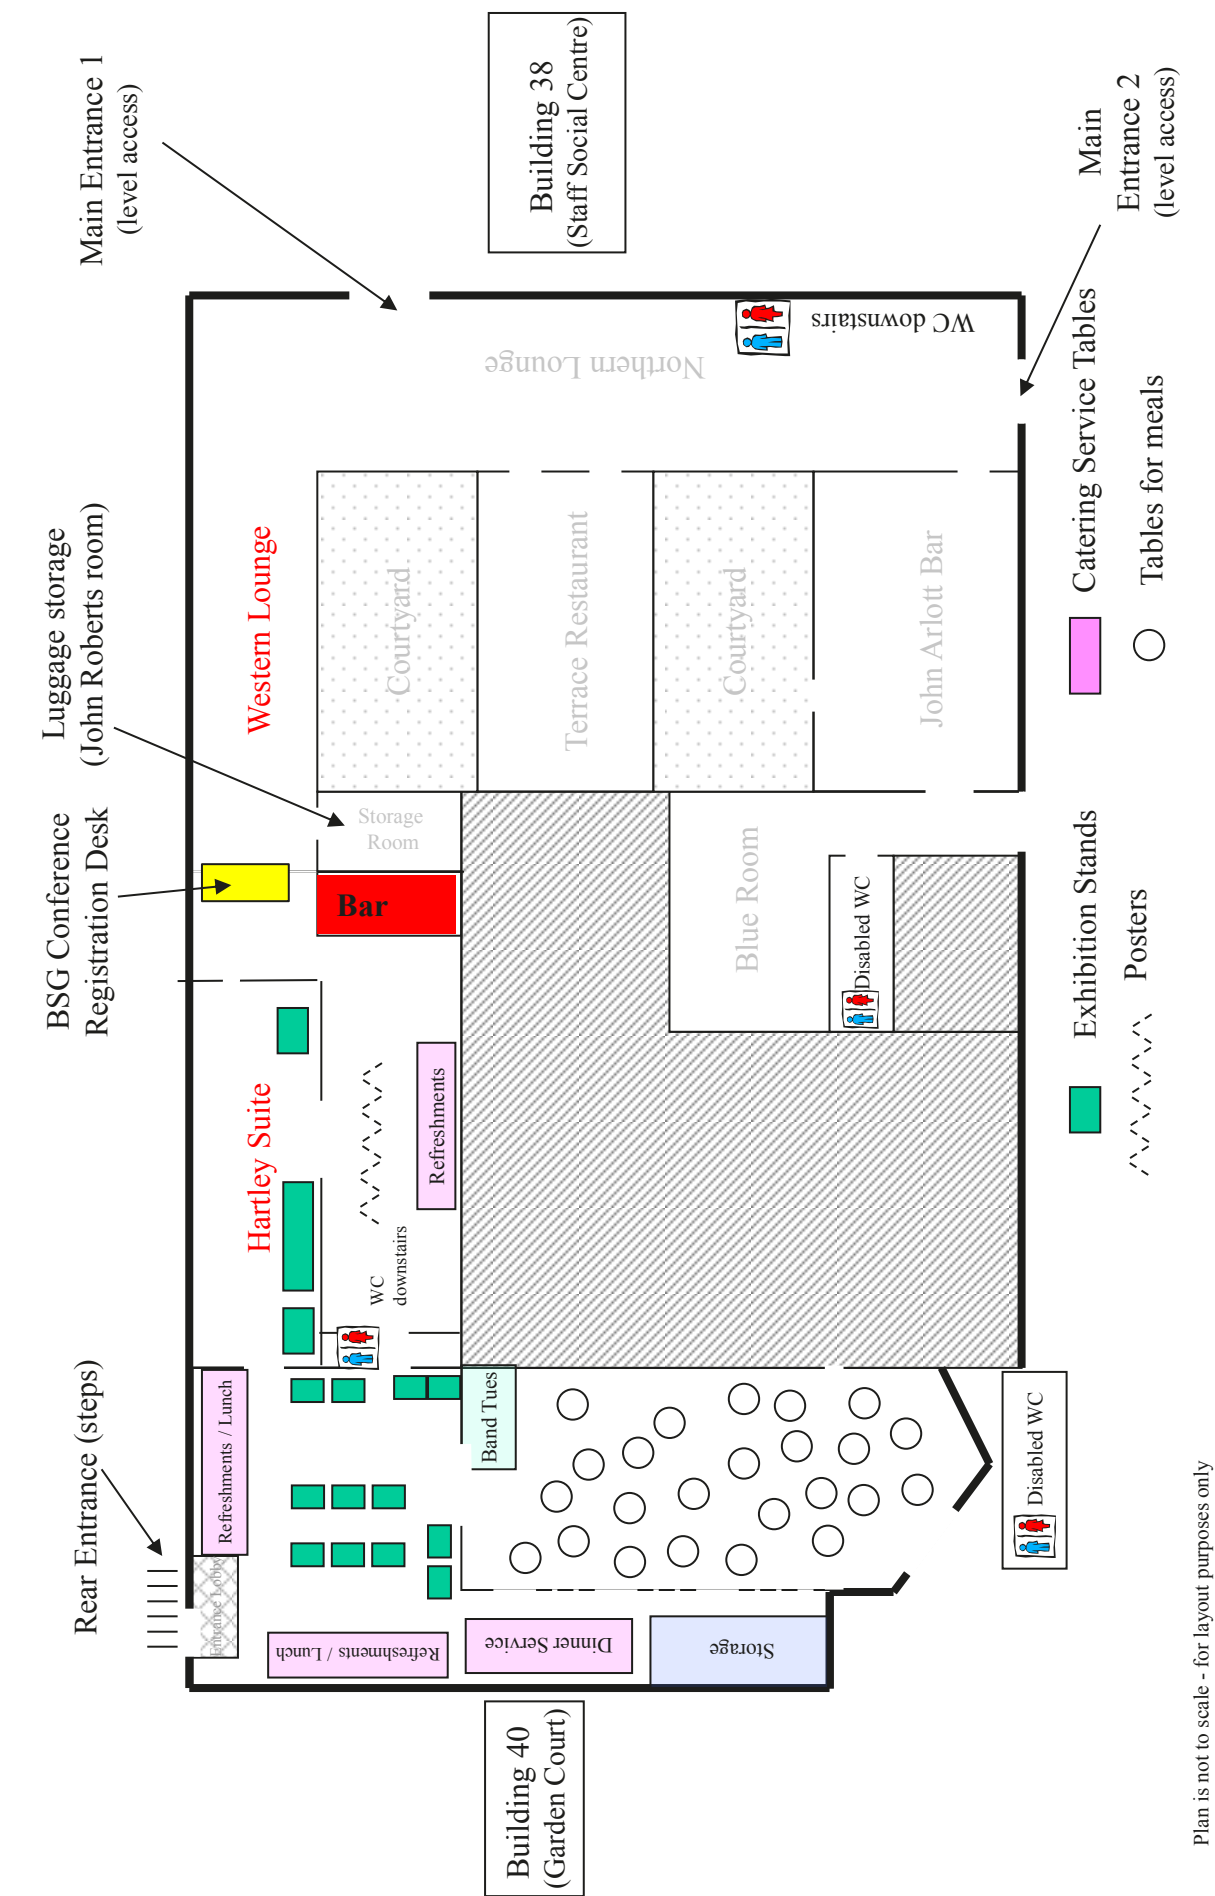 Main Entrance 1
(level access)
Building 38
(Staff Social Centre)
Main
Entrance 2
(level access)
WC downstairs
Northern Lounge
Luggage storage
(John Roberts room)
Western Lounge
Courtyard
Terrace Restaurant
Courtyard
John Arlott Bar
Catering Service Tables
Tables for meals
BSG Conference
Registration Desk
Storage
Room
Bar
Blue Room
Disabled WC
Exhibition Stands
Posters
Hartley Suite
Refreshments
WC
downstairs
Rear Entrance (steps)
Refreshments / Lunch
Band Tues
Disabled WC
Entrance Lobby
Refreshments / Lunch
Dinner Service
Storage
Building 40
(Garden Court)
Plan is not to scale - for layout purposes only